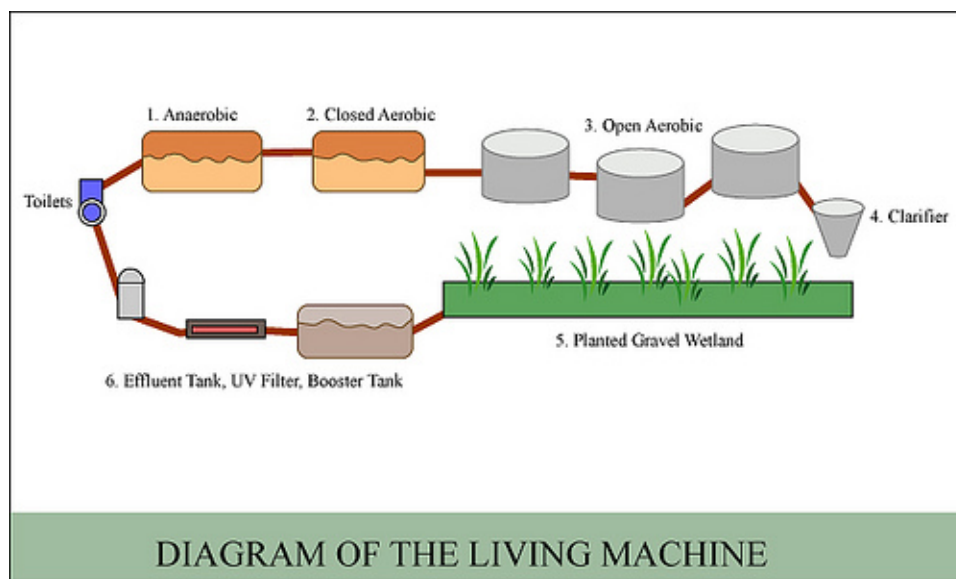 1. Anaerobic
2. Closed Aerobic
3. Open Aerobic
Toilets
4. Clarifier
5. Planted Gravel Wetland
6. Effluent Tank, UV Filter, Booster Tank
DIAGRAM OF THE LIVING MACHINE